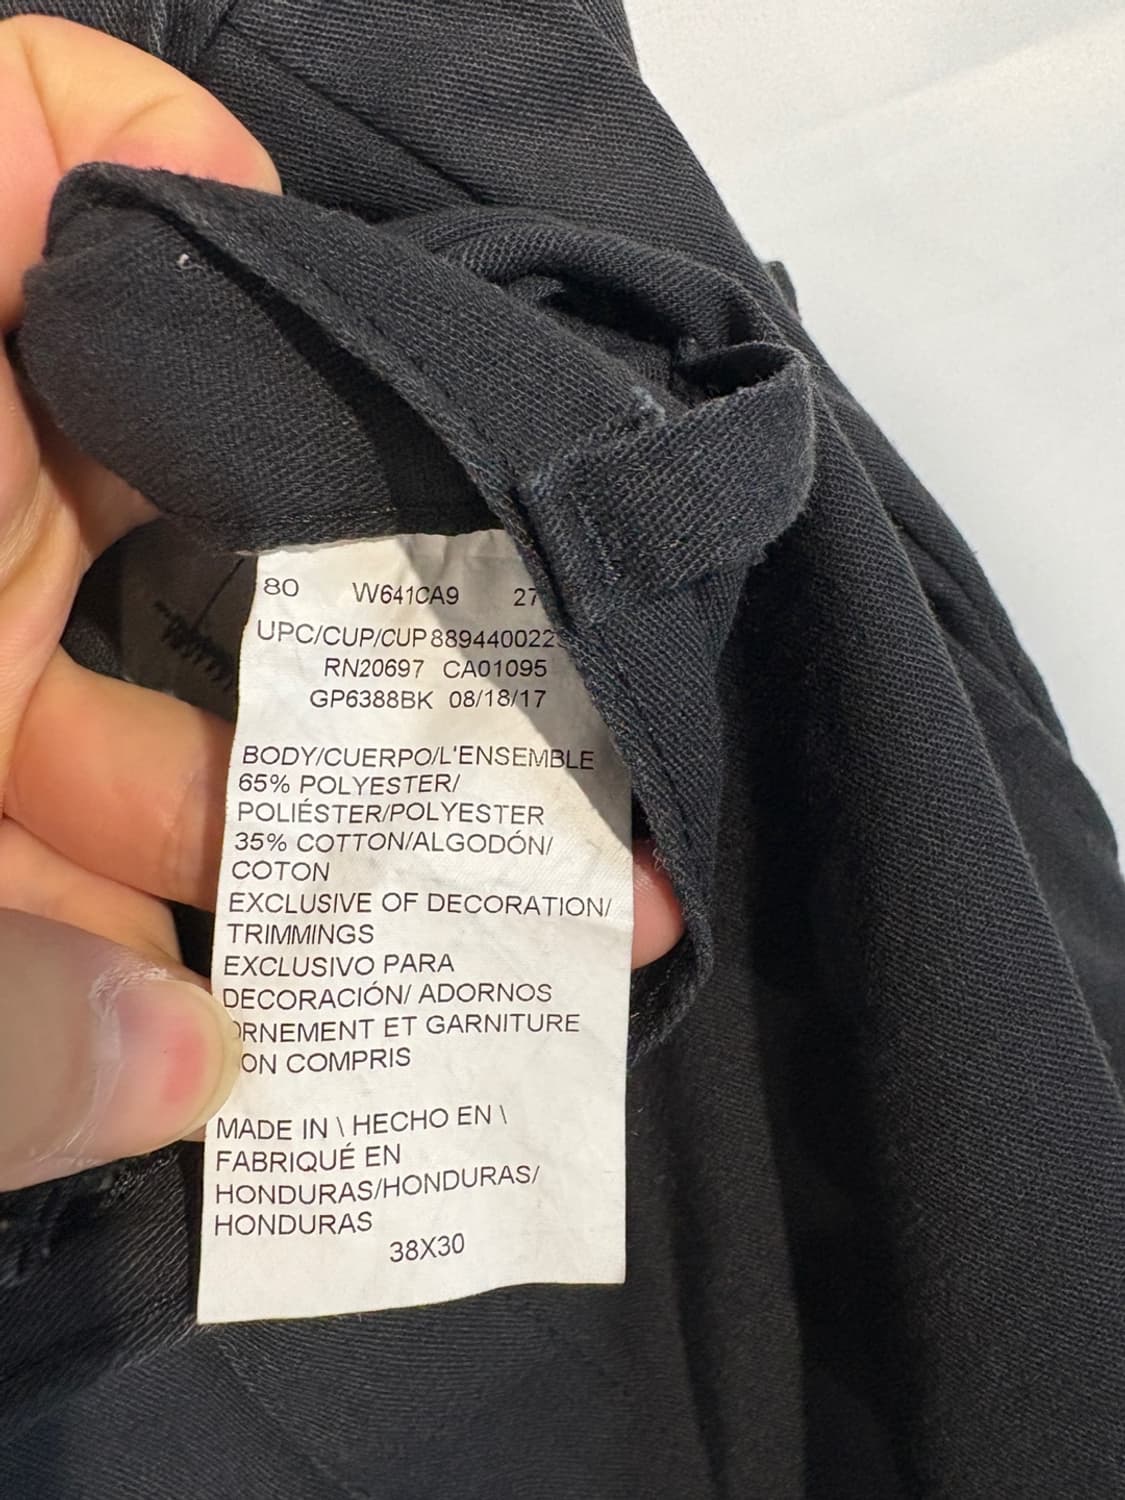 80 W641CA9 27
UPC/CUP/CUP 889440022
RN20697 CA01095
GP6388BK 08/18/17
BODY/CUERPO/L'ENSEMBLE
65% POLYESTER/
POLIÉSTER/POLYESTER
35% COTTON/ALGODÓN/
COTON
EXCLUSIVE OF DECORATION/
TRIMMINGS
EXCLUSIVO PARA
DECORACIÓN/ ADORNOS
ORNEMENT ET GARNITURE
ON COMPRIS
MADE IN \ HECHO EN \
FABRIQUÉ EN
HONDURAS/HONDURAS/
HONDURAS
38X30